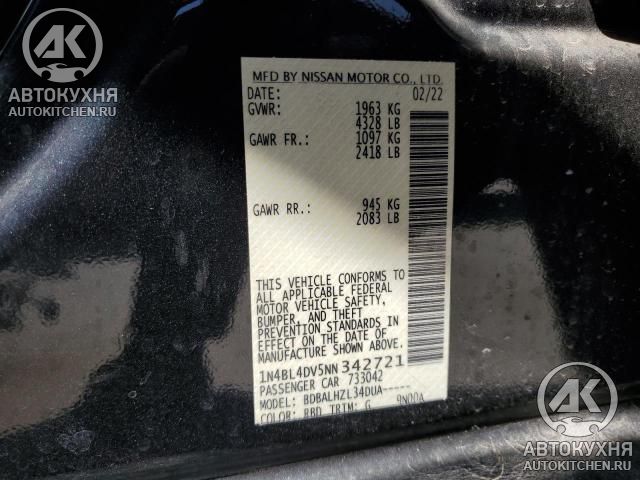 AK
АВТОКУХНЯ
AUTOKITCHEN.RU
MFD BY NISSAN MOTOR CO., LTD.
DATE: 02/22
GVWR: 1963 KG
4328 LB
GAWR FR.: 1097 KG
2418 LB
GAWR RR.: 945 KG
2083 LB
THIS VEHICLE CONFORMS TO
ALL APPLICABLE FEDERAL
MOTOR VEHICLE SAFETY,
BUMPER, AND THEFT
PREVENTION STANDARDS IN
EFFECT ON THE DATE OF
MANUFACTURE SHOWN ABOVE.
1N4BL4DV5NN342721
PASSENGER CAR 733042
MODEL: BDBALHZL34DUA-----
COLOR: RBD TRIM: G 9N00A
AK
АВТОКУХНЯ
AUTOKITCHEN.RU